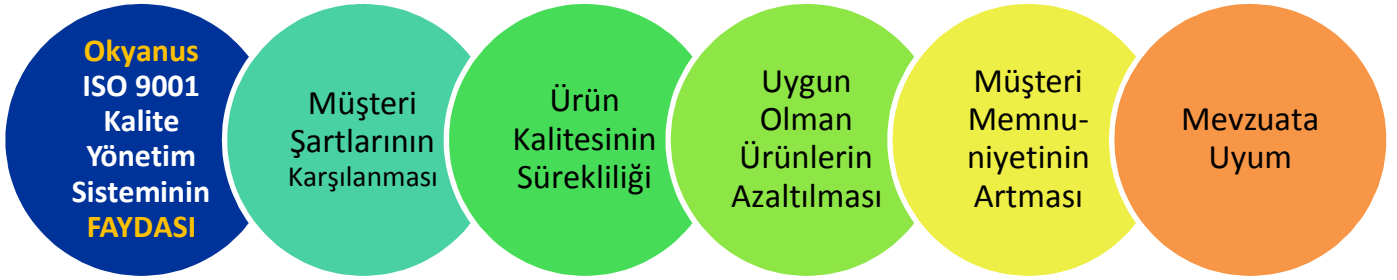 Okyanus
ISO 9001
Kalite
Yönetim
Sisteminin
FAYDASI
Müşteri
Şartlarının
Karşılanması
Ürün
Kalitesinin
Sürekliliği
Uygun
Olman
Ürünlerin
Azaltılması
Müşteri
Memnu-
niyetinin
Artması
Mevzuata
Uyum